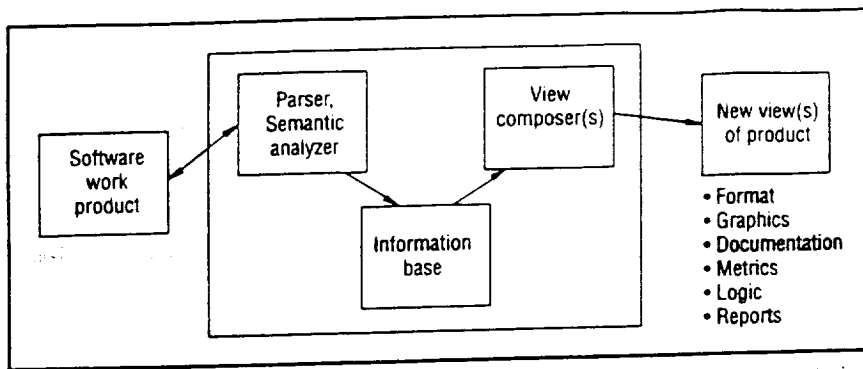 Software
work
product
Parser,
Semantic
analyzer
Information
base
View
composer(s)
New view(s)
of product
• Format
• Graphics
• Documentation
• Metrics
• Logic
• Reports